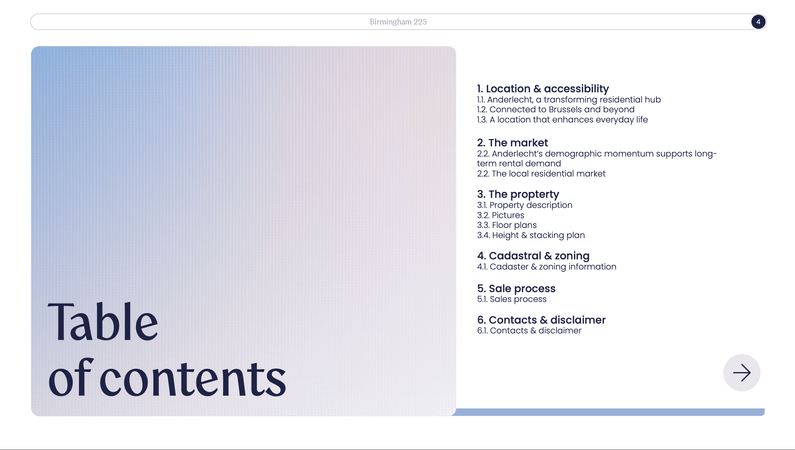 Birmingham 225
4
Table
of contents
1. Location & accessibility
1.1. Anderlecht, a transforming residential hub
1.2. Connected to Brussels and beyond
1.3. A location that enhances everyday life
2. The market
2.2. Anderlecht's demographic momentum supports long-
term rental demand
2.2. The local residential market
3. The propterty
3.1. Property description
3.2. Pictures
3.3. Floor plans
3.4. Height & stacking plan
4. Cadastral & zoning
4.1. Cadaster & zoning information
5. Sale process
5.1. Sales process
6. Contacts & disclaimer
6.1. Contacts & disclaimer